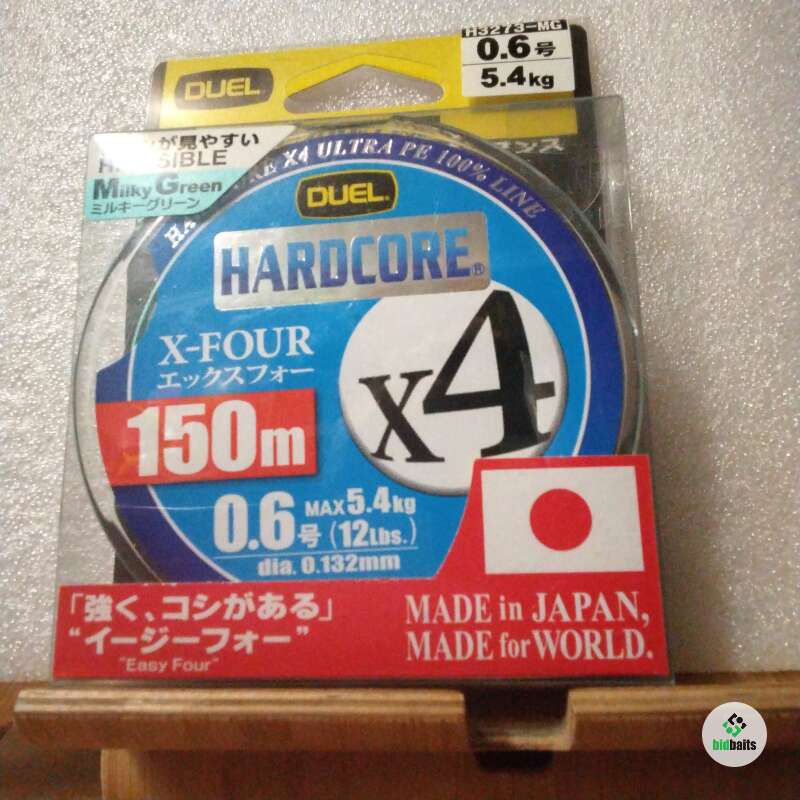 H3273-MG
0.6号
5.4kg
DUEL
が見やすい
Milky Green
ミルキーグリーン
X4 ULTRA PE 100% LINE
DUEL®
HARDCORE®
X-FOUR
エックスフォー
x4
150m
0.6号 MAX5.4kg
(12Lbs.)
dia. 0.132mm
「強く、コシがある」
“イージーフォー”
"Easy Four"
MADE in JAPAN,
MADE for WORLD.
bidbaits